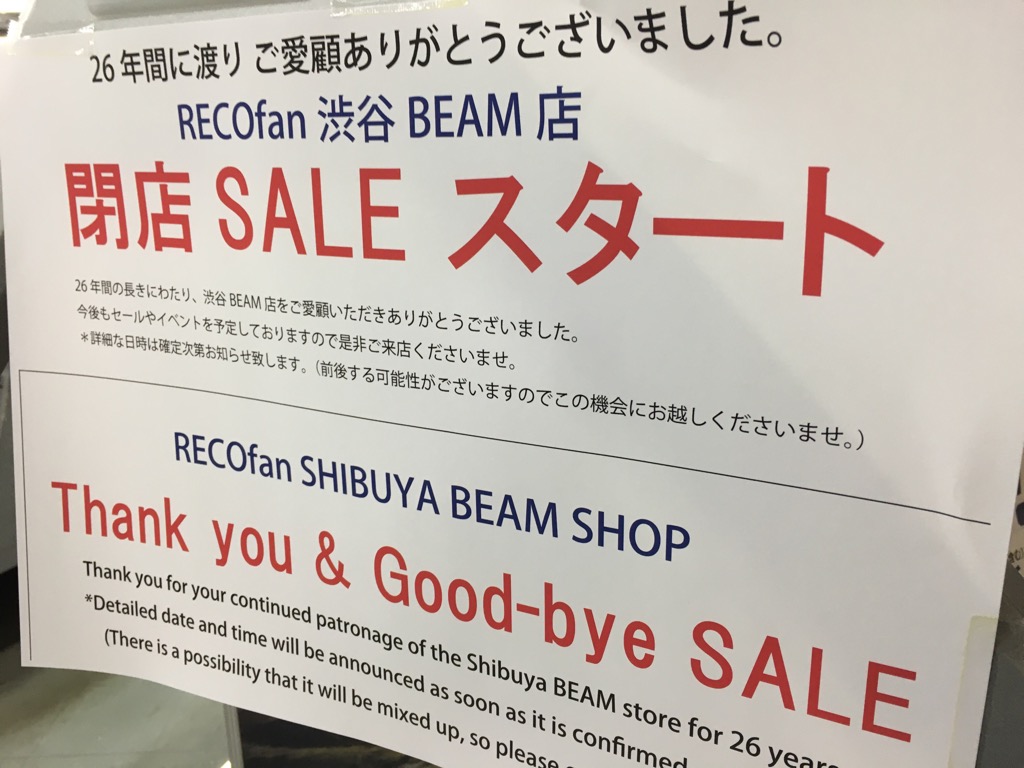 26年間に渡り ご愛顧ありがとうございました。
RECOfan 渋谷 BEAM 店
閉店 SALE スタート
26年間の長きにわたり、渋谷 BEAM 店をご愛顧いただきありがとうございました。
今後もセールやイベントを予定しておりますので是非ご来店くださいませ。
*詳細な日時は確定次第お知らせ致します。(前後する可能性がございますのでこの機会にお越しくださいませ。)
RECOfan SHIBUYA BEAM SHOP
Thank you & Good-bye SALE
Thank you for your continued patronage of the Shibuya BEAM store for 26 years
*Detailed date and time will be announced as soon as it is confirmed
(There is a possibility that it will be mixed up, so please